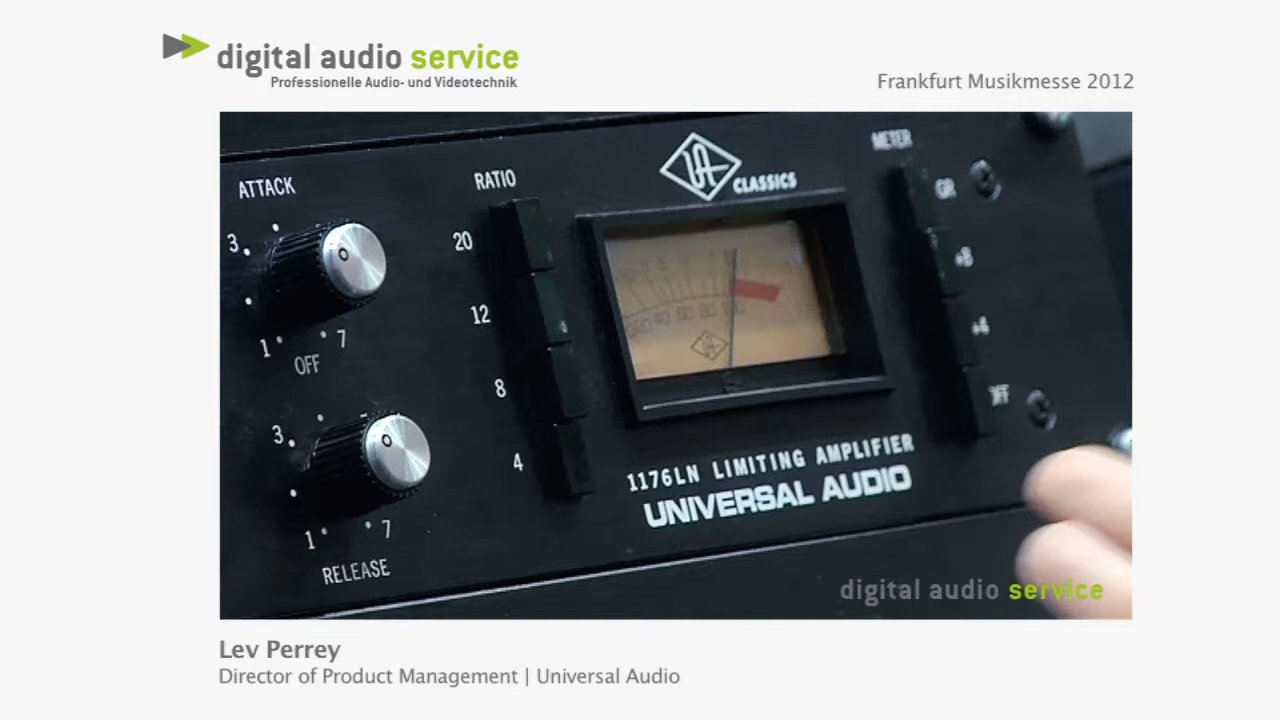 digital audio service
Professionelle Audio- und Videotechnik
Frankfurt Musikmesse 2012
METER
ATTACK
RATIO
UA CLASSICS
3
20
GR
+8
12
+4
1 7
OFF
8
OFF
3
4
1176LN LIMITING AMPLIFIER
UNIVERSAL AUDIO
1 7
RELEASE
digital audio service
Lev Perrey
Director of Product Management | Universal Audio